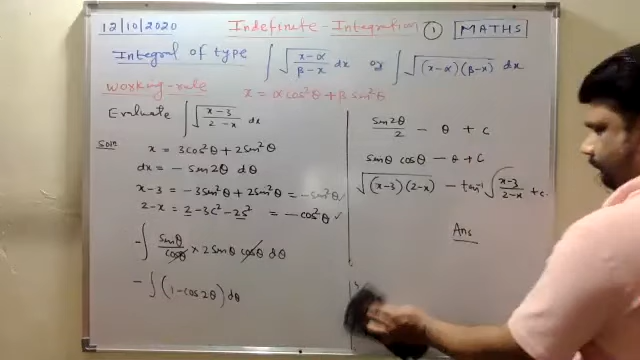 12/10/2020 Indefinite - Integration ① MATHS
Integral of type ∫ √((x-α)/(β-x)) dx or ∫ √((x-α)(β-x)) dx
Working-rule x = α cos²θ + β sin²θ
Evaluate ∫ √((x-3)/(2-x)) dx
Soln x = 3cos²θ + 2sin²θ
dx = - sin2θ dθ
x-3 = -3sin²θ + 2sin²θ = -sin²θ ✓
2-x = 2-3c²-2s² = -cos²θ ✓
-∫ sinθ/cosθ × 2sinθ cosθ dθ
-∫ (1-cos2θ) dθ
sin2θ/2 - θ + c
sinθ cosθ - θ + c
√((x-3)(2-x)) - tan⁻¹ √((x-3)/(2-x)) + c
Ans